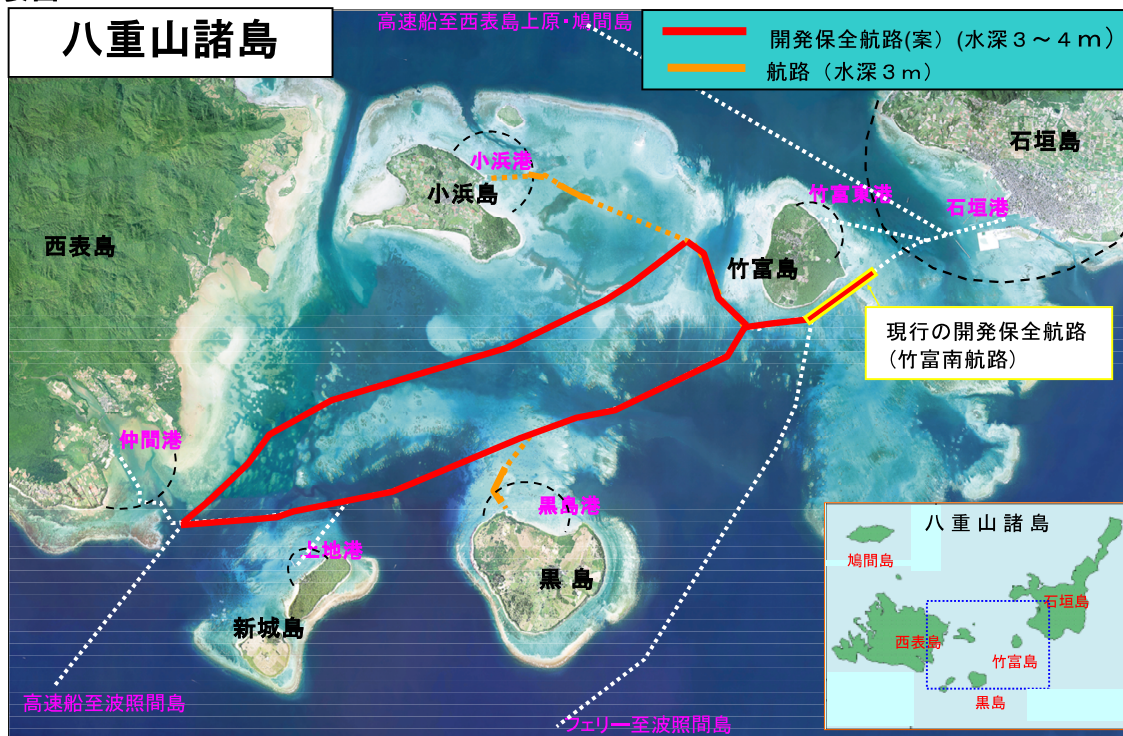 八重山諸島
高速船至西表島上原・鳩間島
開発保全航路(案）(水深３～４ｍ）
航路（水深３ｍ）
石垣島
小浜港
小浜島
竹富東港
石垣港
西表島
竹富島
現行の開発保全航路
（竹富南航路）
仲間港
黒島港
上地港
黒 島
新城島
高速船至波照間島
フェリー至波照間島
八重山諸島
鳩間島
石垣島
西表島
竹富島
黒島